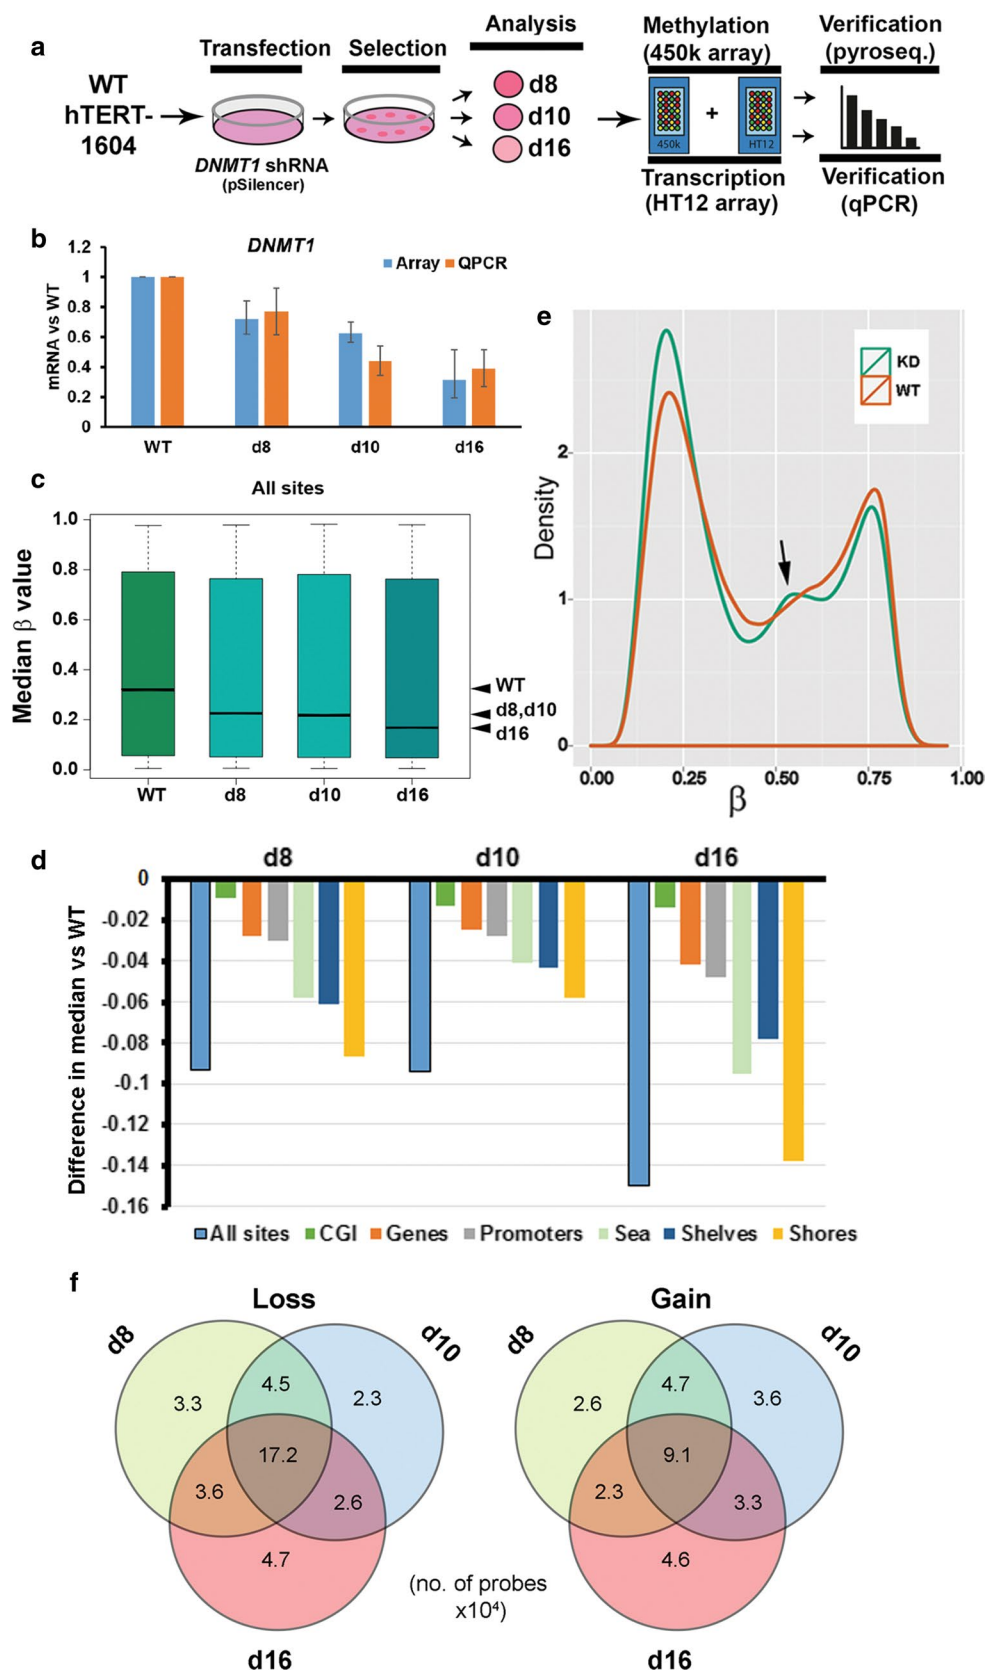 a
WT
hTERT-
1604
Transfection
DNMT1 shRNA
(pSilencer)
Selection
Analysis
d8
d10
d16
Methylation
(450k array)
450k
+
HT12
Transcription
(HT12 array)
Verification
(pyroseq.)
Verification
(qPCR)
b
DNMT1
Array QPCR
mRNA vs WT
1.2
1
0.8
0.6
0.4
0.2
0
WT d8 d10 d16
c
All sites
Median β value
1.0
0.8
0.6
0.4
0.2
0.0
WT d8 d10 d16
WT
d8,d10
d16
e
KD
WT
Density
2
1
0
0.00 0.25 0.50 0.75 1.00
β
d
d8 d10 d16
Difference in median vs WT
0
-0.02
-0.04
-0.06
-0.08
-0.1
-0.12
-0.14
-0.16
All sites CGI Genes Promoters Sea Shelves Shores
f
Loss
d8
d10
3.3
4.5
2.3
17.2
3.6
2.6
4.7
d16
(no. of probes
x10⁴)
Gain
d8
d10
2.6
4.7
3.6
9.1
2.3
3.3
4.6
d16